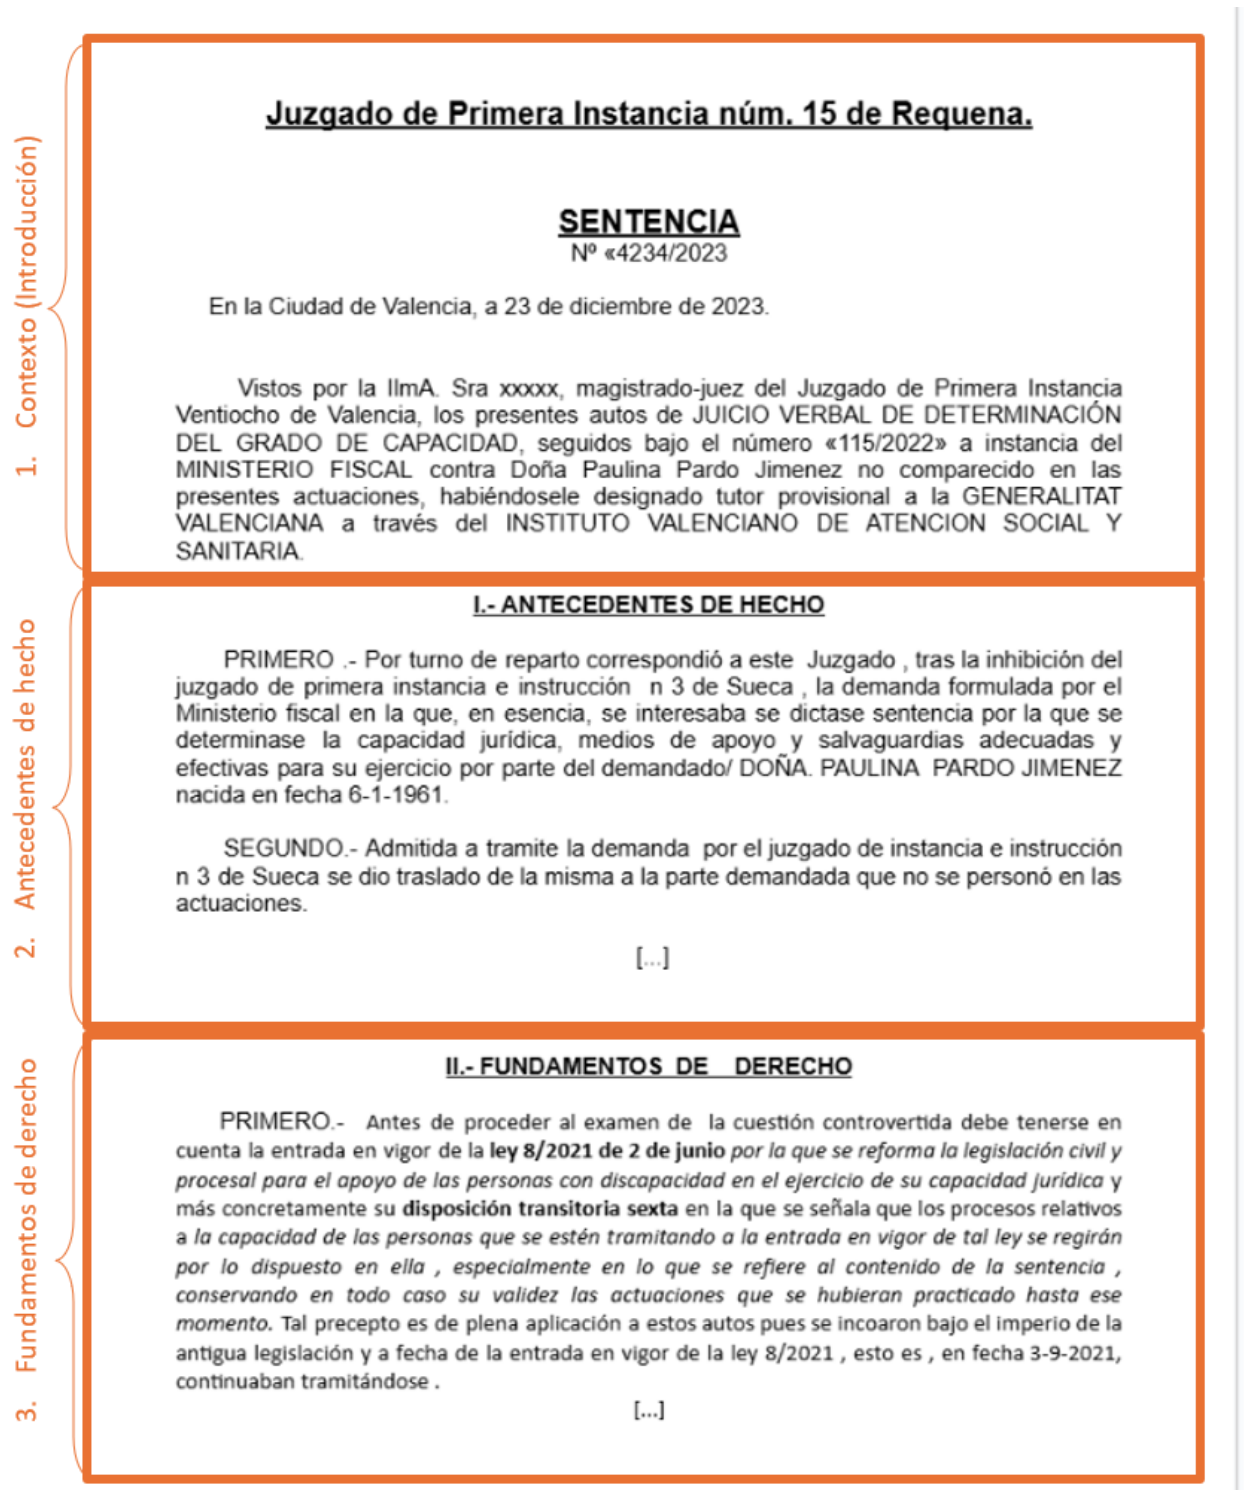 1. Contexto (Introducción)
Juzgado de Primera Instancia núm. 15 de Requena.
SENTENCIA
Nº «4234/2023
En la Ciudad de Valencia, a 23 de diciembre de 2023.
Vistos por la IlmA. Sra xxxxx, magistrado-juez del Juzgado de Primera Instancia
Ventiocho de Valencia, los presentes autos de JUICIO VERBAL DE DETERMINACIÓN
DEL GRADO DE CAPACIDAD, seguidos bajo el número «115/2022» a instancia del
MINISTERIO FISCAL contra Doña Paulina Pardo Jimenez no comparecido en las
presentes actuaciones, habiéndosele designado tutor provisional a la GENERALITAT
VALENCIANA a través del INSTITUTO VALENCIANO DE ATENCION SOCIAL Y
SANITARIA.
2. Antecedentes de hecho
I.- ANTECEDENTES DE HECHO
PRIMERO .- Por turno de reparto correspondió a este Juzgado , tras la inhibición del
juzgado de primera instancia e instrucción n 3 de Sueca , la demanda formulada por el
Ministerio fiscal en la que, en esencia, se interesaba se dictase sentencia por la que se
determinase la capacidad jurídica, medios de apoyo y salvaguardias adecuadas y
efectivas para su ejercicio por parte del demandado/ DOÑA. PAULINA PARDO JIMENEZ
nacida en fecha 6-1-1961.
SEGUNDO.- Admitida a tramite la demanda por el juzgado de instancia e instrucción
n 3 de Sueca se dio traslado de la misma a la parte demandada que no se personó en las
actuaciones.
[...]
3. Fundamentos de derecho
II.- FUNDAMENTOS DE DERECHO
PRIMERO.- Antes de proceder al examen de la cuestión controvertida debe tenerse en
cuenta la entrada en vigor de la ley 8/2021 de 2 de junio por la que se reforma la legislación civil y
procesal para el apoyo de las personas con discapacidad en el ejercicio de su capacidad jurídica y
más concretamente su disposición transitoria sexta en la que se señala que los procesos relativos
a la capacidad de las personas que se estén tramitando a la entrada en vigor de tal ley se regirán
por lo dispuesto en ella , especialmente en lo que se refiere al contenido de la sentencia ,
conservando en todo caso su validez las actuaciones que se hubieran practicado hasta ese
momento. Tal precepto es de plena aplicación a estos autos pues se incoaron bajo el imperio de la
antigua legislación y a fecha de la entrada en vigor de la ley 8/2021 , esto es , en fecha 3-9-2021,
continuaban tramitándose .
[...]